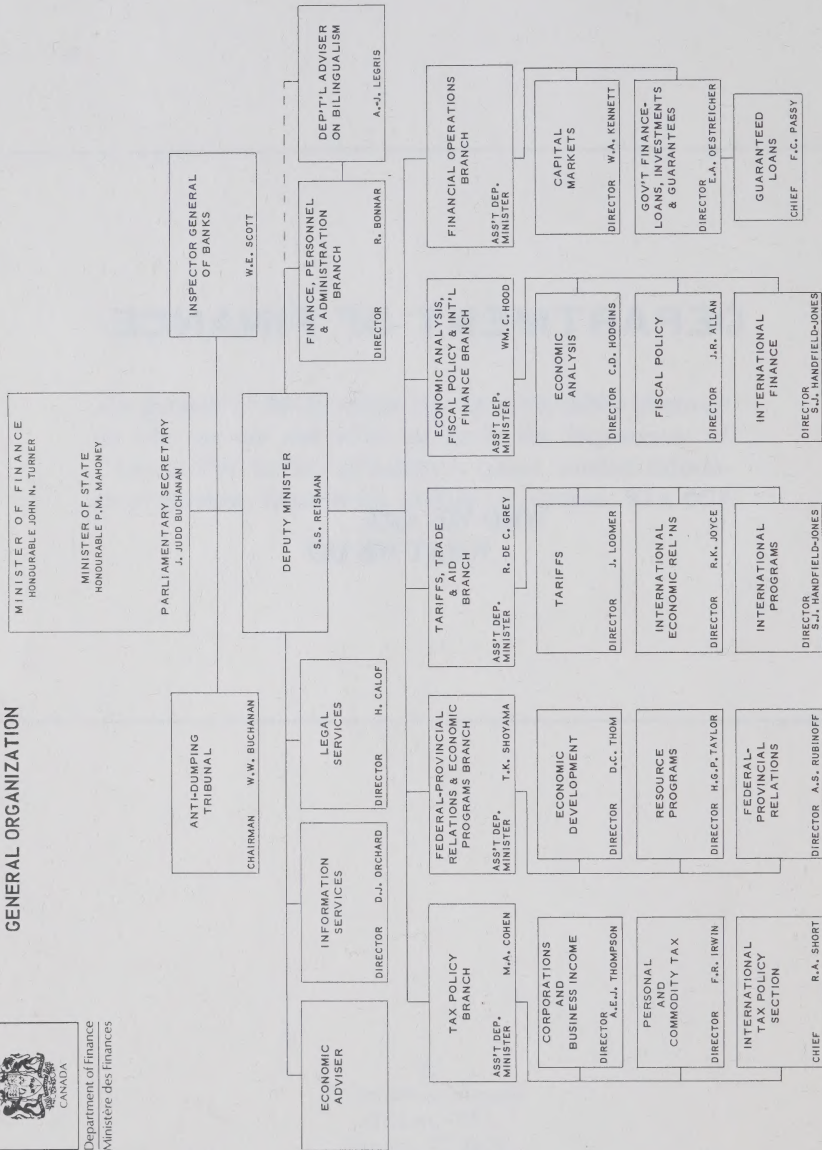 CANADA
Department of Finance
Ministère des Finances
GENERAL ORGANIZATION
MINISTER OF FINANCE
HONOURABLE JOHN N. TURNER
MINISTER OF STATE
HONOURABLE P.M. MAHONEY
PARLIAMENTARY SECRETARY
J. JUDD BUCHANAN
ANTI-DUMPING
TRIBUNAL
CHAIRMAN W.W. BUCHANAN
INSPECTOR GENERAL
OF BANKS
W.E. SCOTT
DEPUTY MINISTER
S.S. REISMAN
ECONOMIC
ADVISER
INFORMATION
SERVICES
DIRECTOR D.J. ORCHARD
LEGAL
SERVICES
DIRECTOR H. CALOF
FINANCE, PERSONNEL
& ADMINISTRATION
BRANCH
DIRECTOR R. BONNAR
DEP'T'L ADVISER
ON BILINGUALISM
A.-J. LEGRIS
TAX POLICY
BRANCH
ASS'T DEP.
MINISTER M.A. COHEN
CORPORATIONS
AND
BUSINESS INCOME
DIRECTOR
A.E.J. THOMPSON
PERSONAL
AND
COMMODITY TAX
DIRECTOR F.R. IRWIN
INTERNATIONAL
TAX POLICY
SECTION
CHIEF R.A. SHORT
FEDERAL-PROVINCIAL
RELATIONS & ECONOMIC
PROGRAMS BRANCH
ASS'T DEP.
MINISTER T.K. SHOYAMA
ECONOMIC
DEVELOPMENT
DIRECTOR D.C. THOM
RESOURCE
PROGRAMS
DIRECTOR H.G.P. TAYLOR
FEDERAL-
PROVINCIAL
RELATIONS
DIRECTOR A.S. RUBINOFF
TARIFFS, TRADE
& AID
BRANCH
ASS'T DEP.
MINISTER R. DE C. GREY
TARIFFS
DIRECTOR J. LOOMER
INTERNATIONAL
ECONOMIC REL'NS
DIRECTOR R.K. JOYCE
INTERNATIONAL
PROGRAMS
DIRECTOR
S.J. HANDFIELD-JONES
ECONOMIC ANALYSIS,
FISCAL POLICY & INT'L
FINANCE BRANCH
ASS'T DEP.
MINISTER WM. C. HOOD
ECONOMIC
ANALYSIS
DIRECTOR C.D. HODGINS
FISCAL POLICY
DIRECTOR J.R. ALLAN
INTERNATIONAL
FINANCE
DIRECTOR
S.J. HANDFIELD-JONES
FINANCIAL OPERATIONS
BRANCH
ASS'T DEP.
MINISTER
CAPITAL
MARKETS
DIRECTOR W.A. KENNETT
GOV'T FINANCE-
LOANS, INVESTMENTS
& GUARANTEES
DIRECTOR
E.A. OESTREICHER
GUARANTEED
LOANS
CHIEF F.C. PASSY